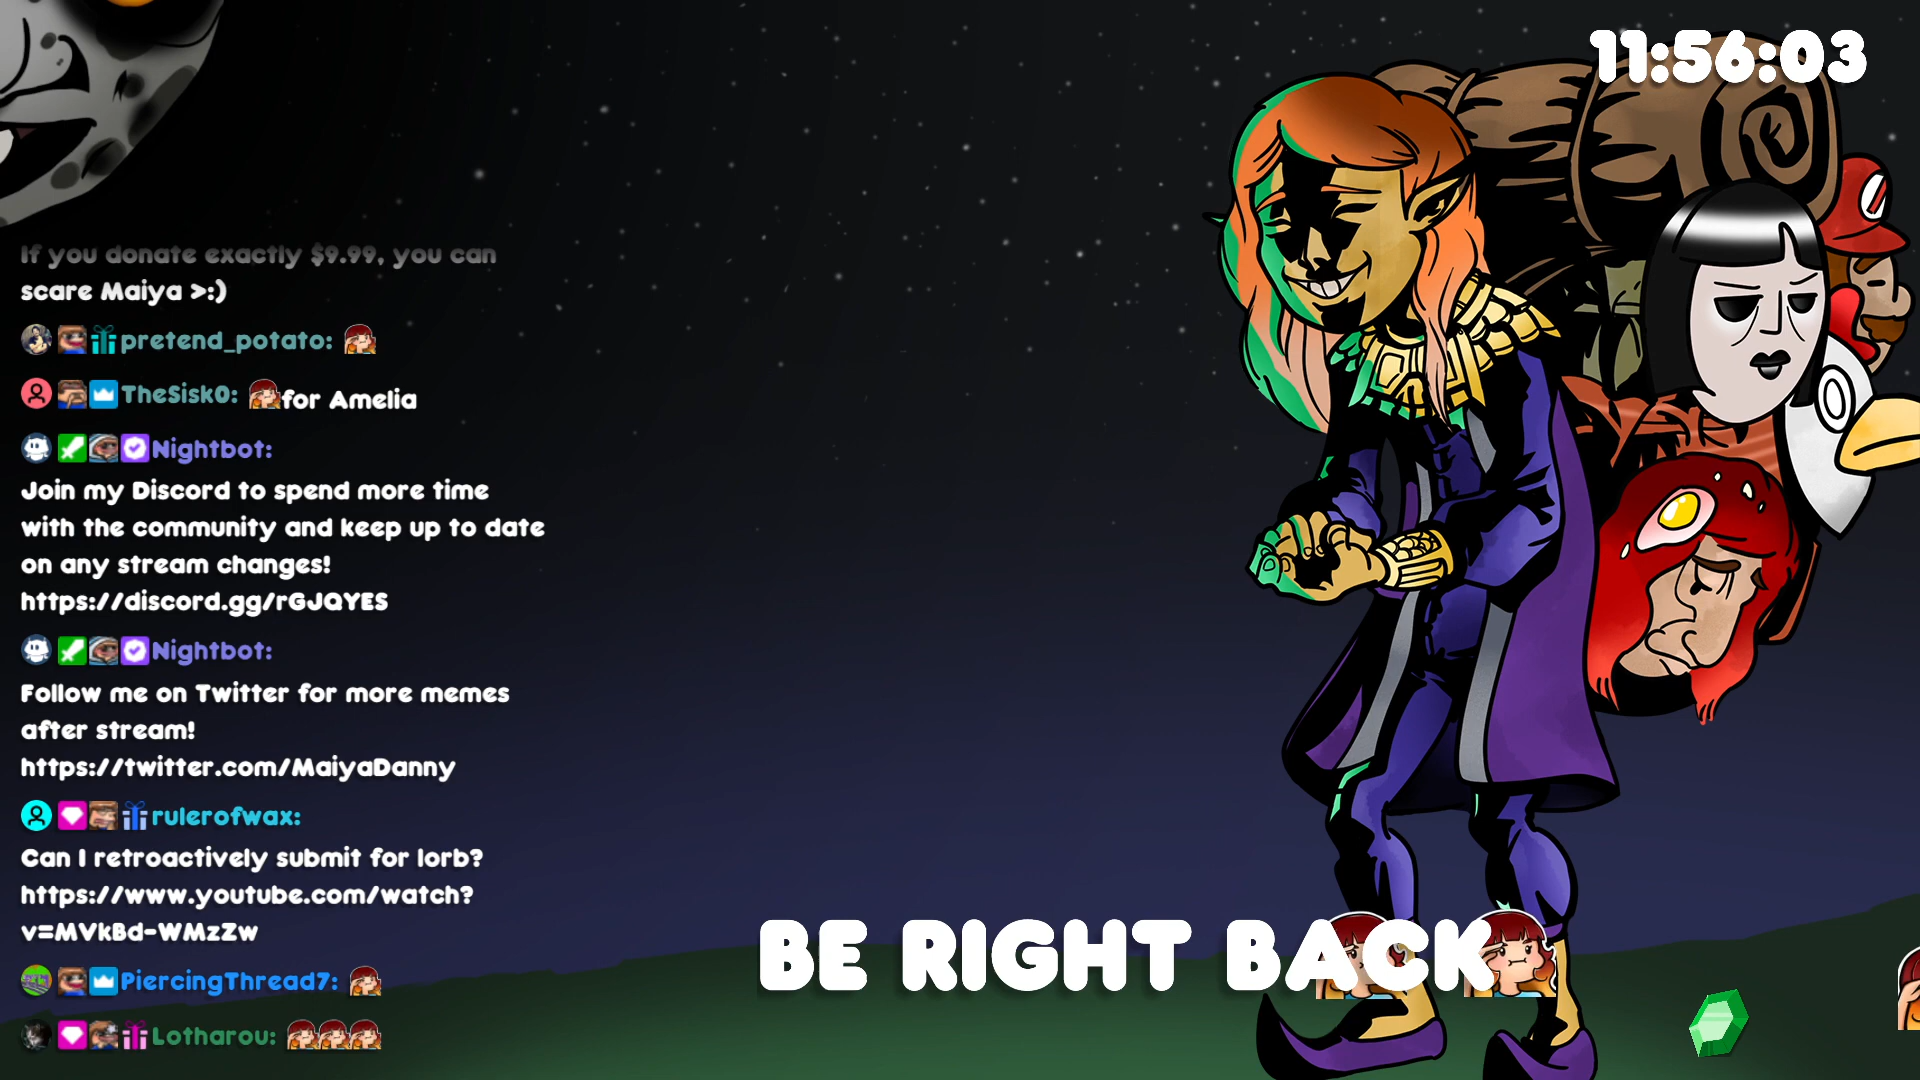 11:56:03
If you donate exactly $9.99, you can
scare Maiya >:)
pretend_potato:
TheSisk0: for Amelia
Nightbot:
Join my Discord to spend more time
with the community and keep up to date
on any stream changes!
https://discord.gg/rGJQYES
Nightbot:
Follow me on Twitter for more memes
after stream!
https://twitter.com/MaiyaDanny
rulerofwax:
Can I retroactively submit for lorb?
https://www.youtube.com/watch?
v=MVkBd-WMzZw
PiercingThread7:
Lotharou:
BE RIGHT BACK